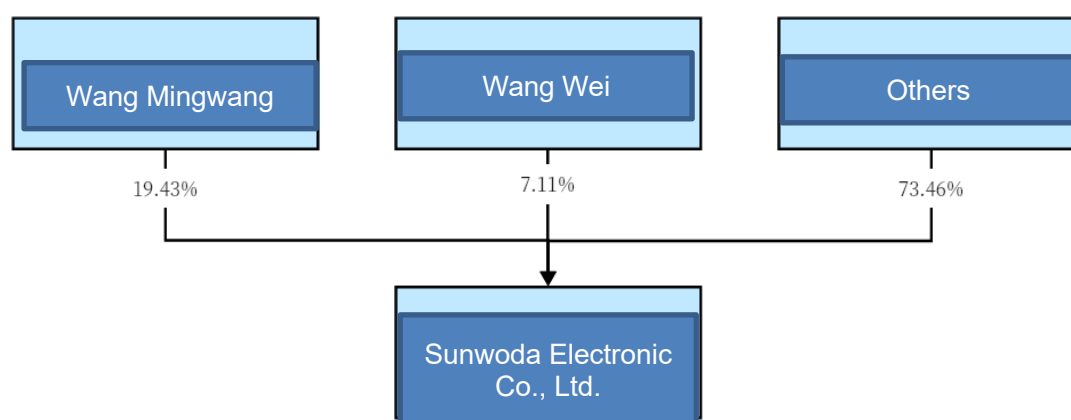 Wang Mingwang
Wang Wei
Others
19.43%
7.11%
73.46%
Sunwoda Electronic
Co., Ltd.